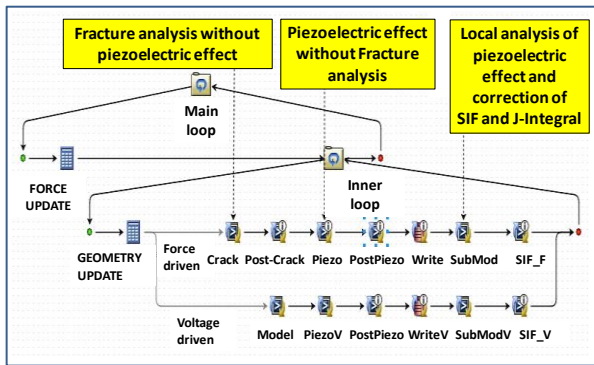 Fracture analysis without
piezoelectric effect
Piezoelectric effect
without Fracture
analysis
Local analysis of
piezoelectric
effect and
correction of
SIF and J-Integral
Main
loop
FORCE
UPDATE
Inner
loop
GEOMETRY
UPDATE
Force
driven
Crack Post-Crack Piezo PostPiezo Write SubMod SIF_F
Voltage
driven
Model PiezoV PostPiezo WriteV SubModV SIF_V